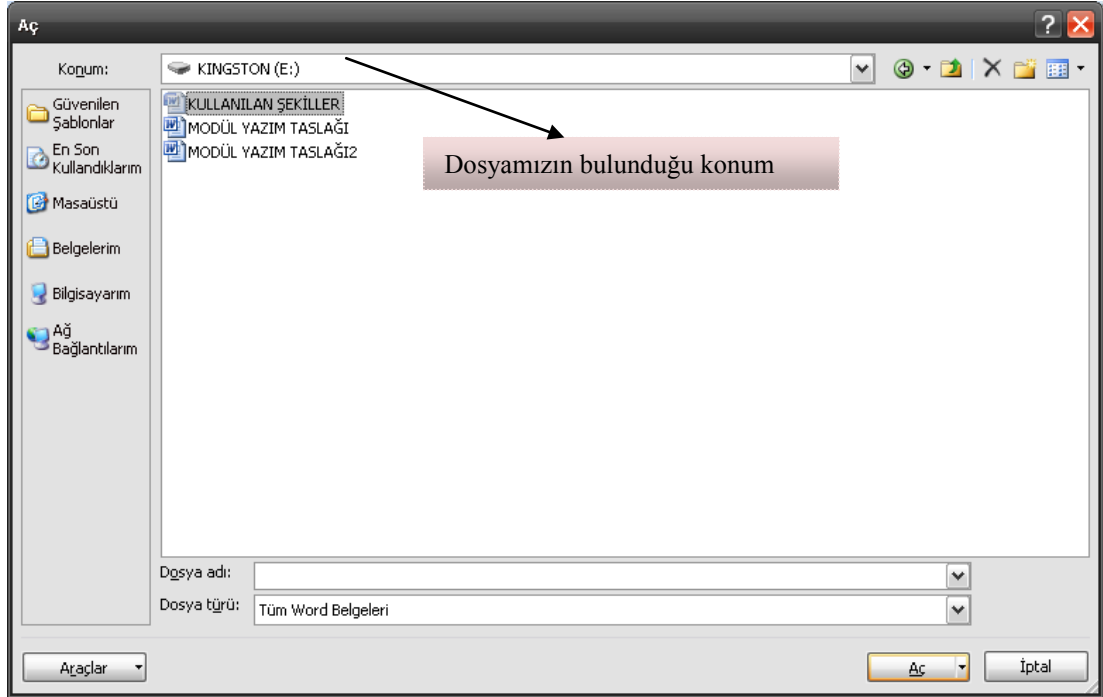 Aç
Konum:
KINGSTON (E:)
Güvenilen
Şablonlar
En Son
Kullandıklarım
Masaüstü
Belgelerim
Bilgisayarım
Ağ
Bağlantılarım
KULLANILAN ŞEKİLLER
MODÜL YAZIM TASLAĞI
MODÜL YAZIM TASLAĞI2
Dosyamızın bulunduğu konum
Dosya adı:
Dosya türü:
Tüm Word Belgeleri
Araçlar
Aç
İptal